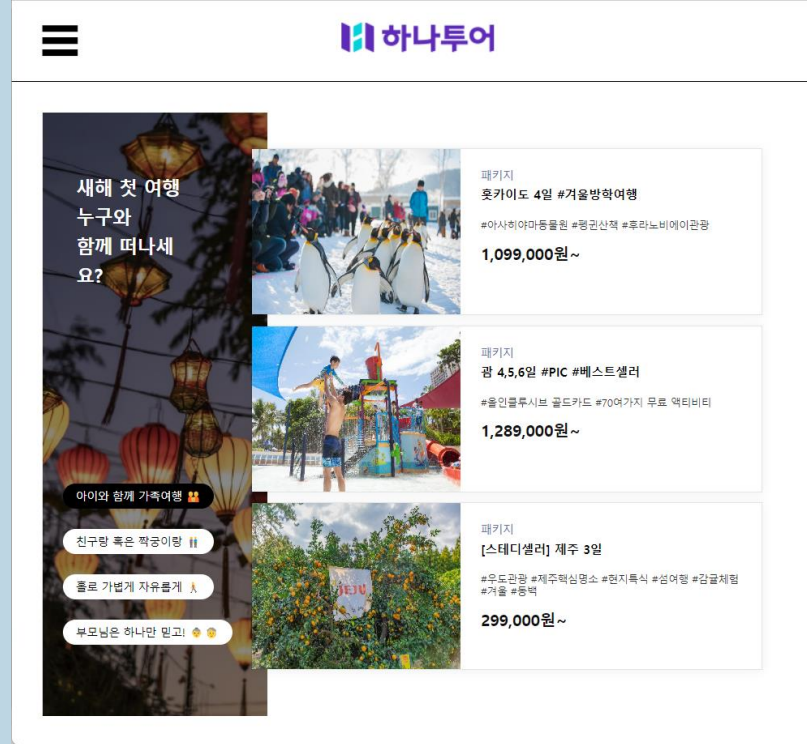 하나투어
새해 첫 여행
누구와
함께 떠나세
요?
아이와 함께 가족여행
친구랑 혹은 짝궁이랑
홀로 가볍게 자유롭게
부모님은 하나만 믿고!
패키지
홋카이도 4일 #겨울방학여행
#아사히야마동물원 #펭귄산책 #후라노비에이관광
1,099,000원~
패키지
괌 4,5,6일 #PIC #베스트셀러
#올인클루시브 골드카드 #70여가지 무료 액티비티
1,289,000원~
JEJU
패키지
[스테디셀러] 제주 3일
#우도관광 #제주핵심명소 #현지특식 #섬여행 #감귤체험
#겨울 #동백
299,000원~